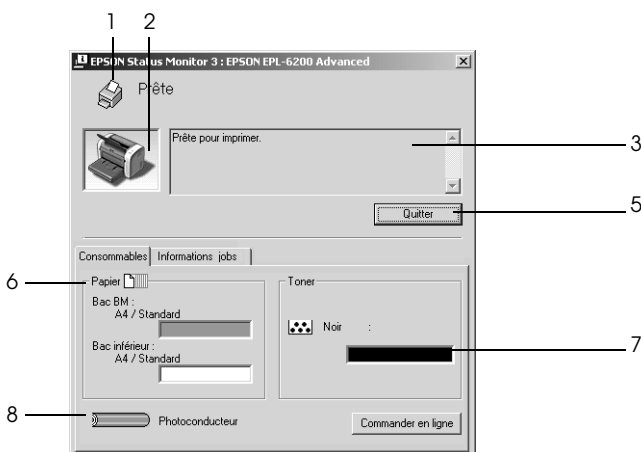 1 2
EPSON Status Monitor 3 : EPSON EPL-6200 Advanced
Prête
Prête pour imprimer.
3
Quitter
5
Consommables Informations jobs
6
Papier
Bac BM :
A4 / Standard
Bac inférieur :
A4 / Standard
Toner
Noir :
7
8
Photoconducteur
Commander en ligne